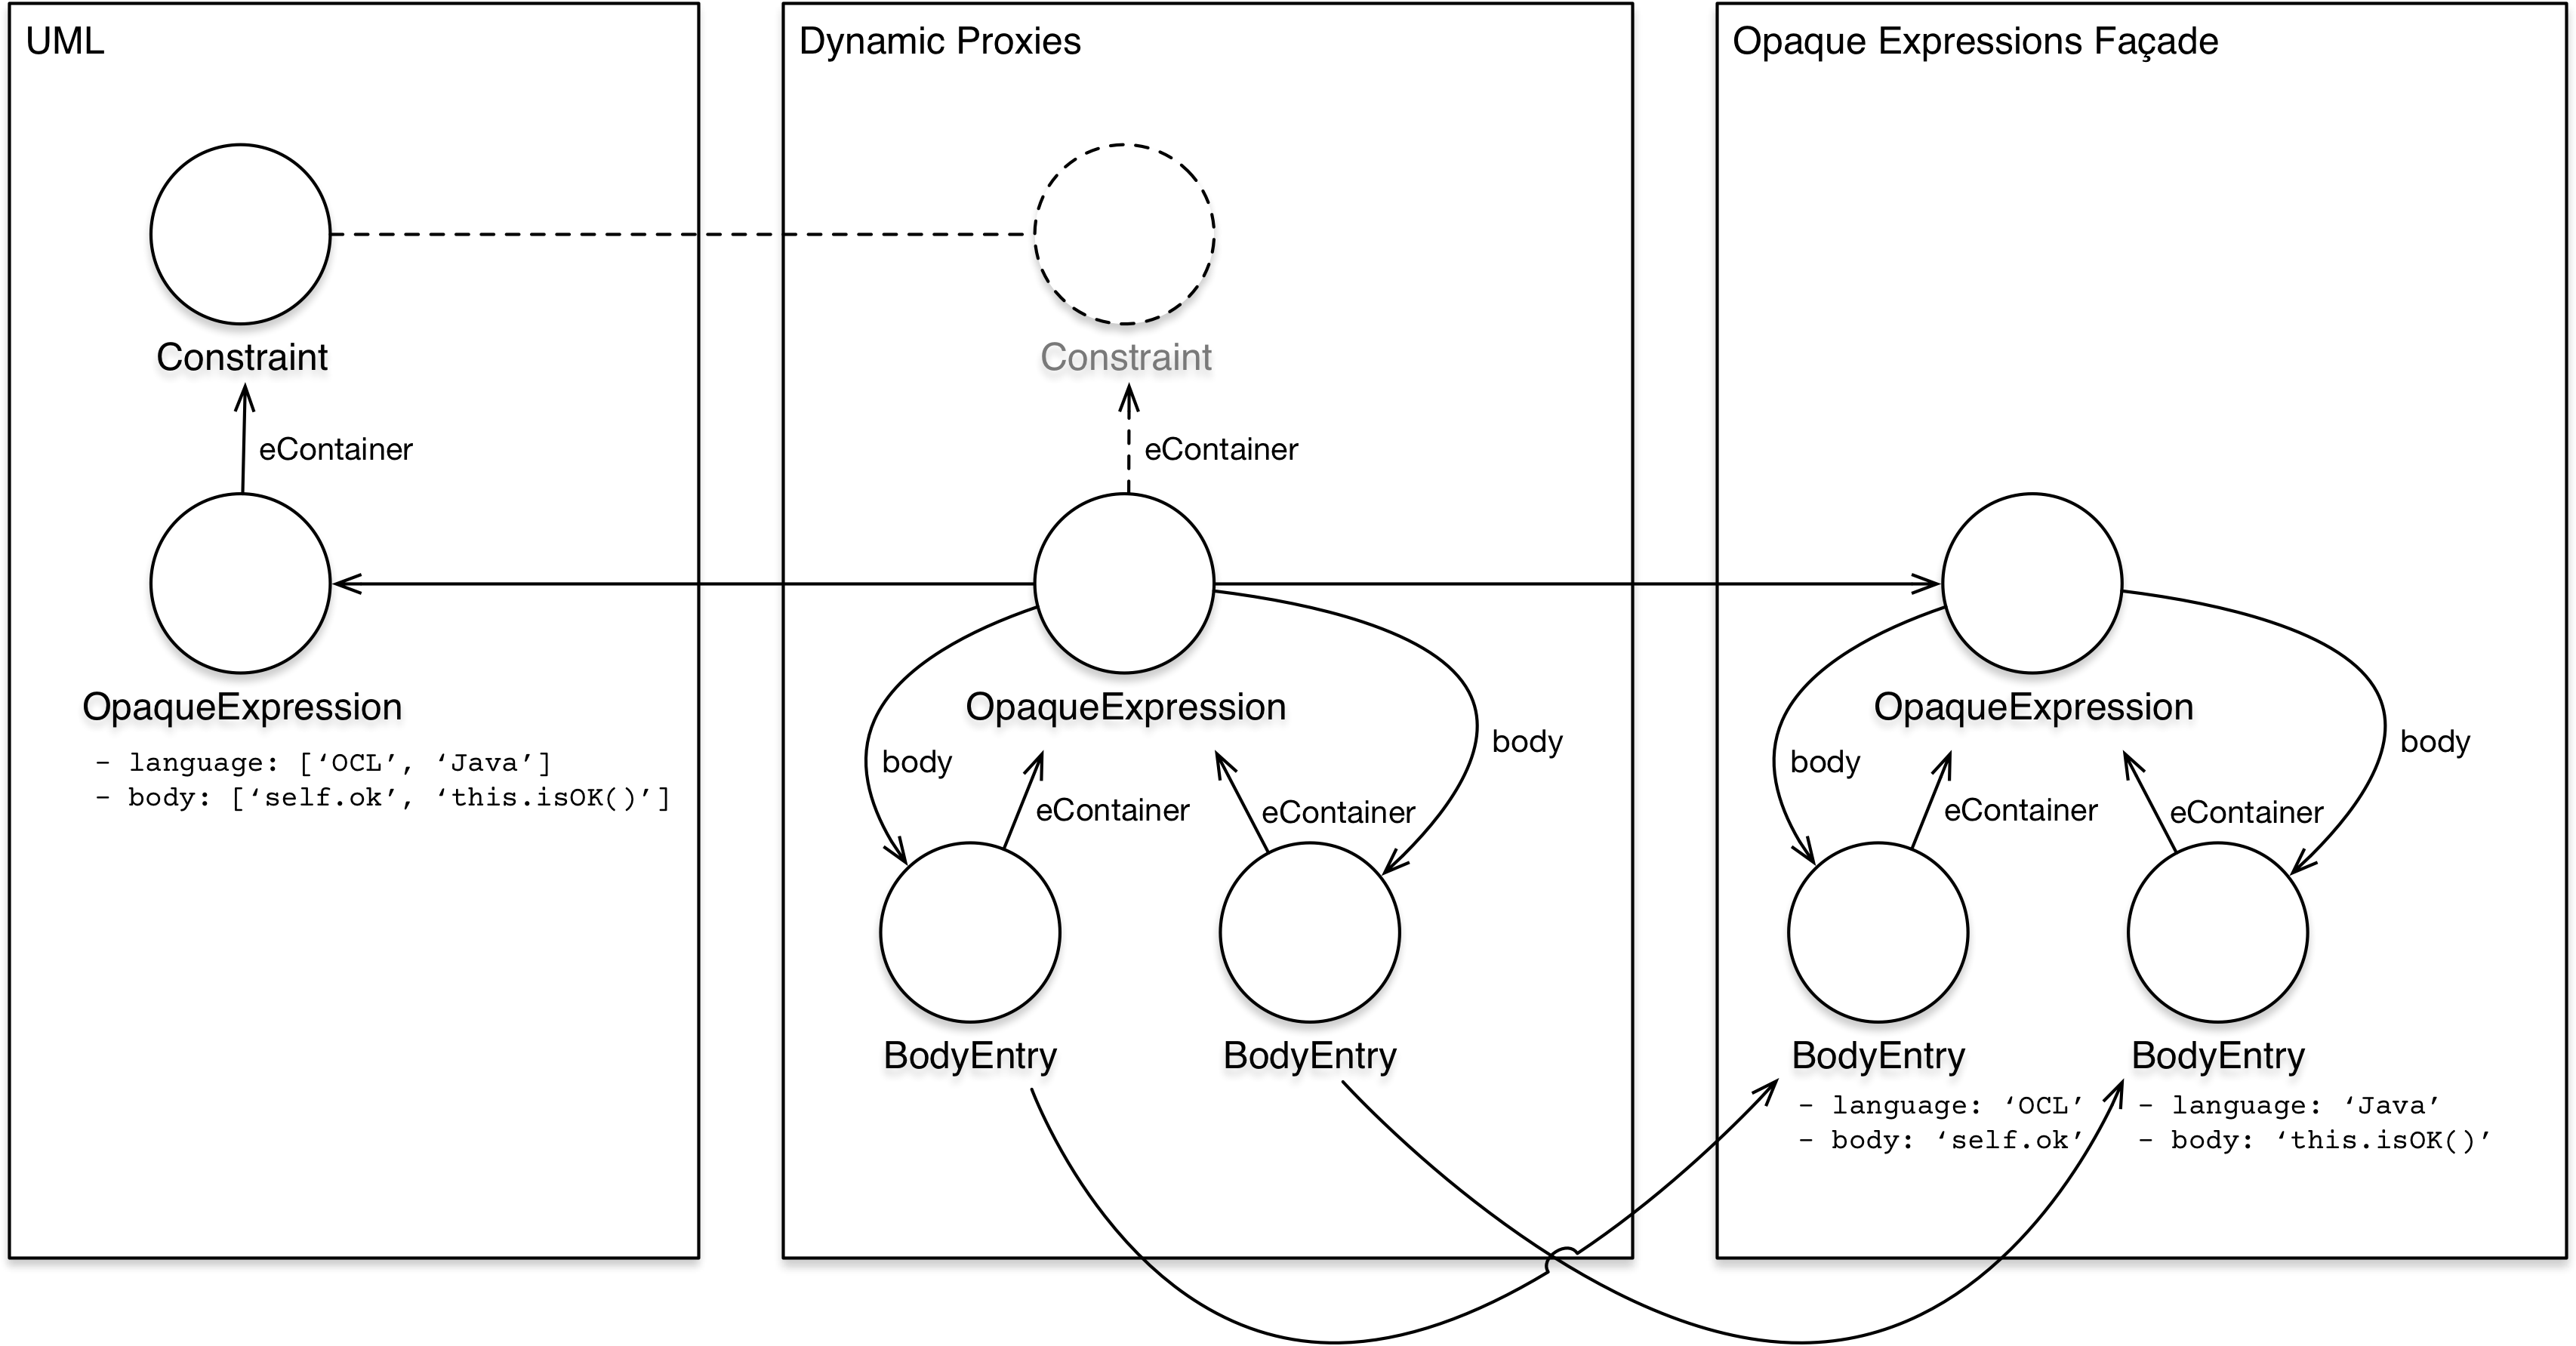 UML
Constraint
eContainer
OpaqueExpression
- language: [‘OCL’, ‘Java’]
- body: [‘self.ok’, ‘this.isOK()’]
Dynamic Proxies
Constraint
eContainer
OpaqueExpression
body
body
eContainer
eContainer
BodyEntry
BodyEntry
Opaque Expressions Façade
OpaqueExpression
body
body
eContainer
eContainer
BodyEntry
- language: ‘OCL’
- body: ‘self.ok’
BodyEntry
- language: ‘Java’
- body: ‘this.isOK()’